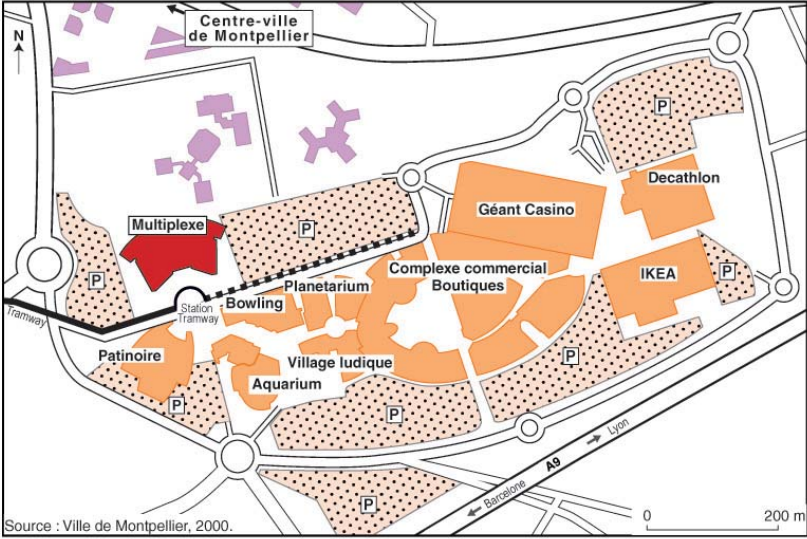 Centre-ville
de Montpellier
N
P
Decathlon
Géant Casino
Multiplexe
P
P
Complexe commercial
Boutiques
IKEA
P
Planetarium
Bowling
Station
Tramway
Tramway
Patinoire
Village ludique
Aquarium
P
P
P
P
Lyon
A9
Barcelone
Source : Ville de Montpellier, 2000.
0 200 m